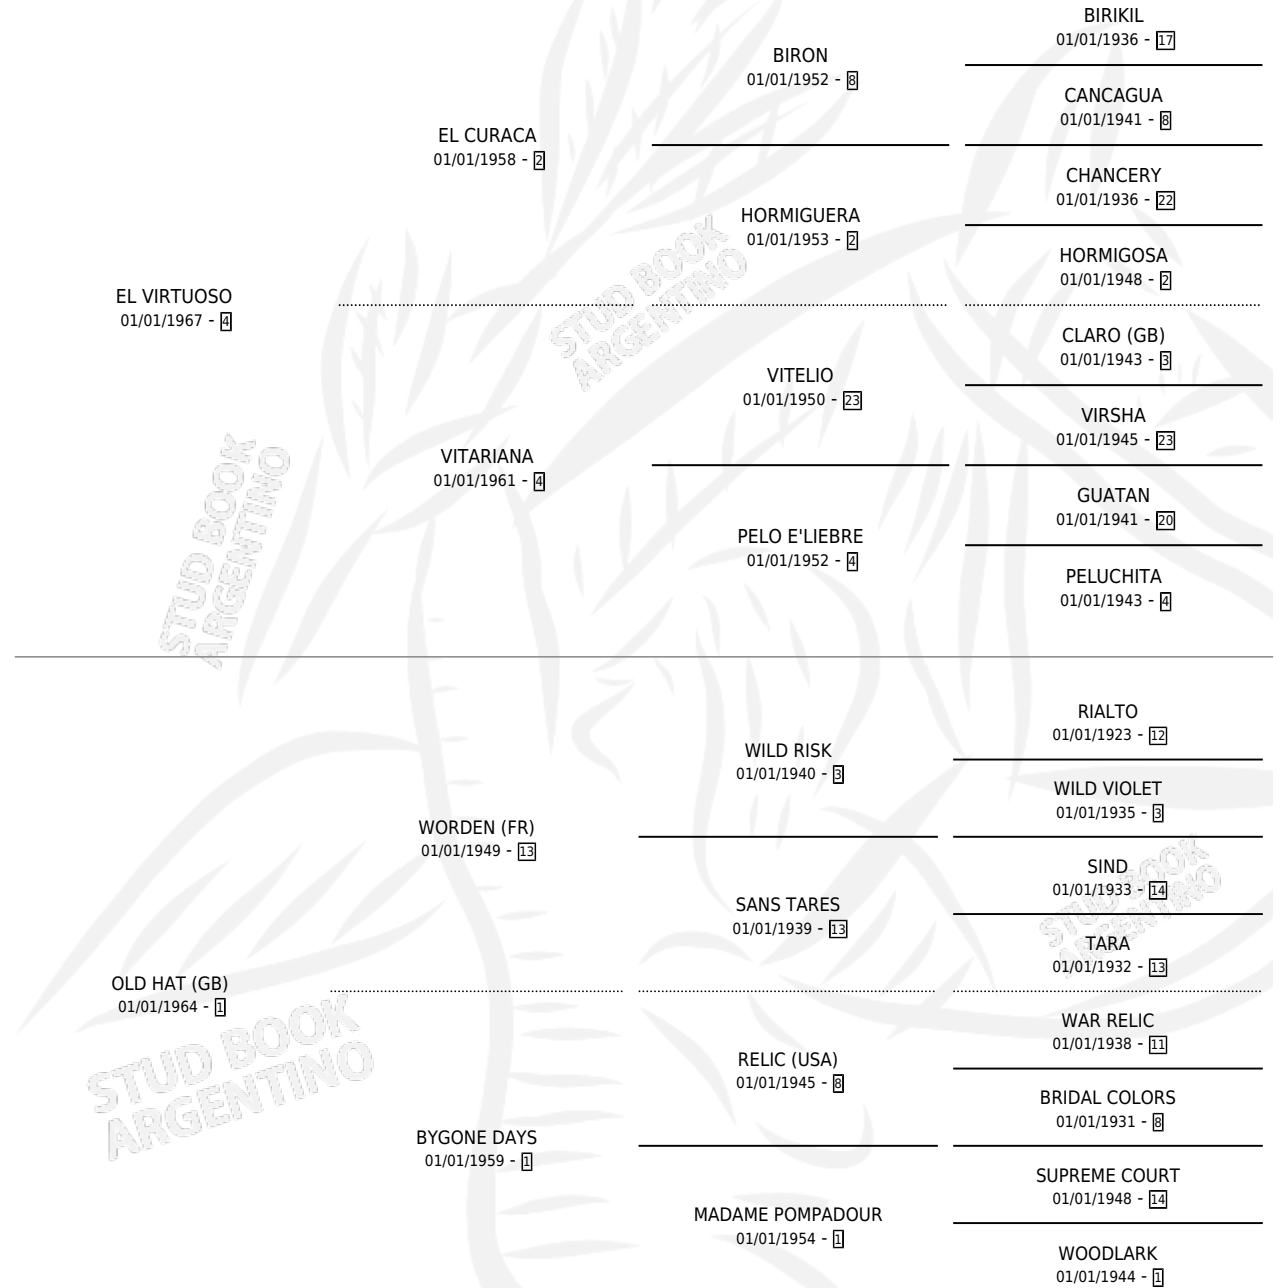 BIRIKIL
01/01/1936 - 17
BIRON
01/01/1952 - 8
CANCAGUA
01/01/1941 - 8
EL CURACA
01/01/1958 - 2
CHANCERY
01/01/1936 - 22
HORMIGUERA
01/01/1953 - 2
HORMIGOSA
01/01/1948 - 2
EL VIRTUOSO
01/01/1967 - 4
CLARO (GB)
01/01/1943 - 3
VITELIO
01/01/1950 - 23
VIRSHA
01/01/1945 - 23
VITARIANA
01/01/1961 - 4
GUATAN
01/01/1941 - 20
PELO E'LIEBRE
01/01/1952 - 4
PELUCHITA
01/01/1943 - 4
STUD BOOK
ARGENTINO
STUD BOOK
ARGENTINO
RIALTO
01/01/1923 - 12
WILD RISK
01/01/1940 - 3
WILD VIOLET
01/01/1935 - 3
WORDEN (FR)
01/01/1949 - 13
SIND
01/01/1933 - 14
SANS TARES
01/01/1939 - 13
TARA
01/01/1932 - 13
OLD HAT (GB)
01/01/1964 - 1
WAR RELIC
01/01/1938 - 11
RELIC (USA)
01/01/1945 - 8
BRIDAL COLORS
01/01/1931 - 8
BYGONE DAYS
01/01/1959 - 1
SUPREME COURT
01/01/1948 - 14
MADAME POMPADOUR
01/01/1954 - 1
WOODLARK
01/01/1944 - 1
STUD BOOK
ARGENTINO
STUD BOOK
ARGENTINO